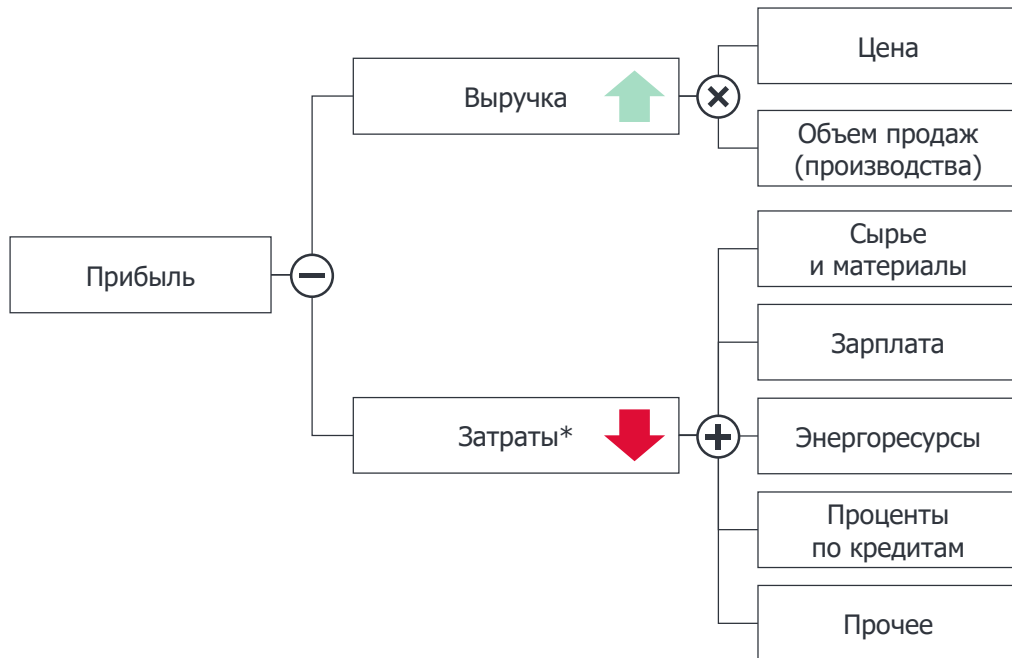 Прибыль
Выручка
Цена
Объем продаж
(производства)
Затраты*
Сырье
и материалы
Зарплата
Энергоресурсы
Проценты
по кредитам
Прочее